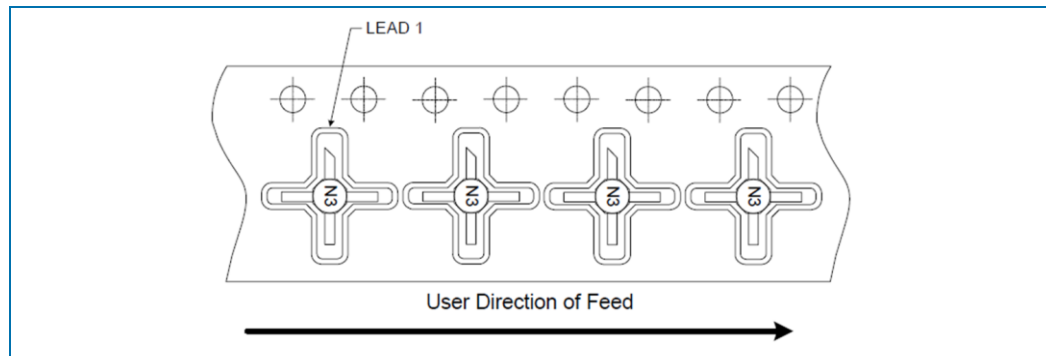 LEAD 1
N3 N3 N3 N3
User Direction of Feed